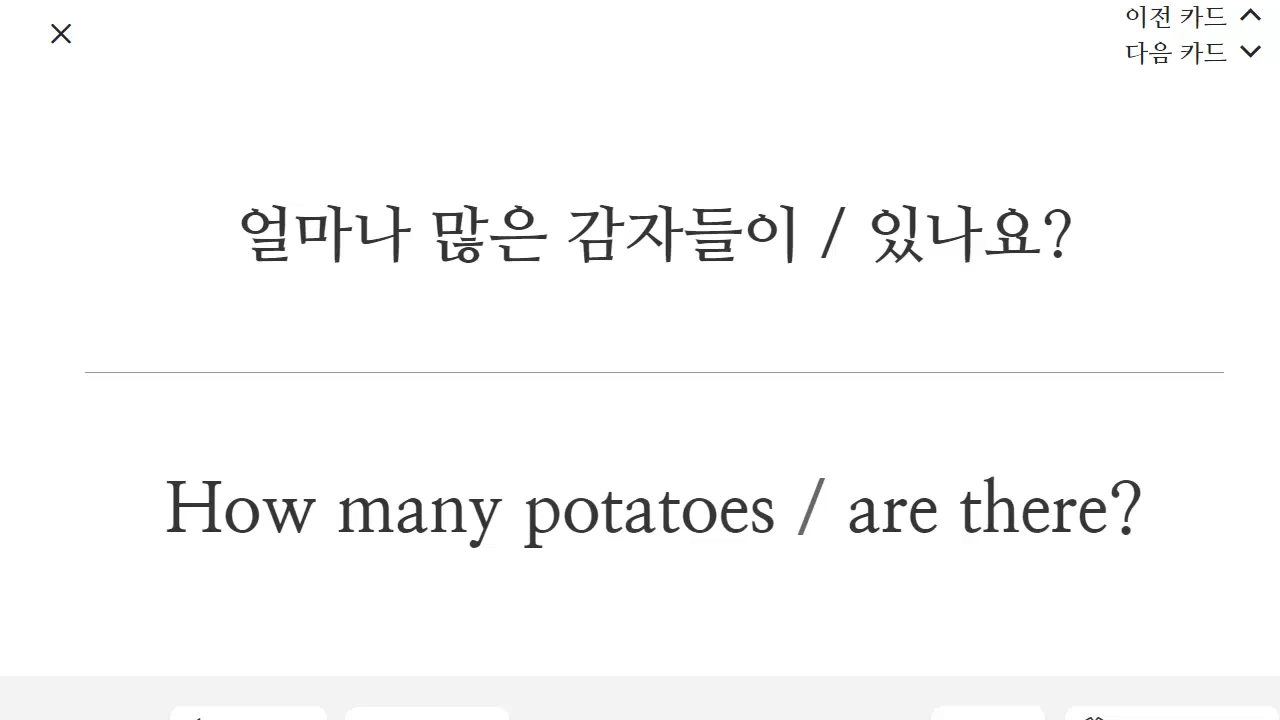 이전 카드
다음 카드
얼마나 많은 감자들이 / 있나요?
How many potatoes / are there?